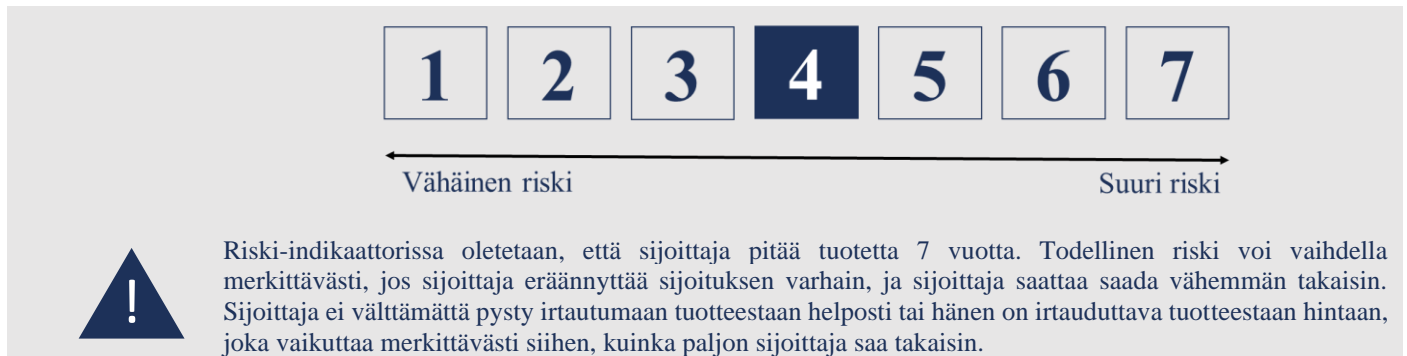 1 2 3 4 5 6 7
Vähäinen riski Suuri riski
Riski-indikaattorissa oletetaan, että sijoittaja pitää tuotetta 7 vuotta. Todellinen riski voi vaihdella
merkittävästi, jos sijoittaja eräännyttää sijoituksen varhain, ja sijoittaja saattaa saada vähemmän takaisin.
Sijoittaja ei välttämättä pysty irtautumaan tuotteestaan helposti tai hänen on irtauduttava tuotteestaan hintaan,
joka vaikuttaa merkittävästi siihen, kuinka paljon sijoittaja saa takaisin.
!